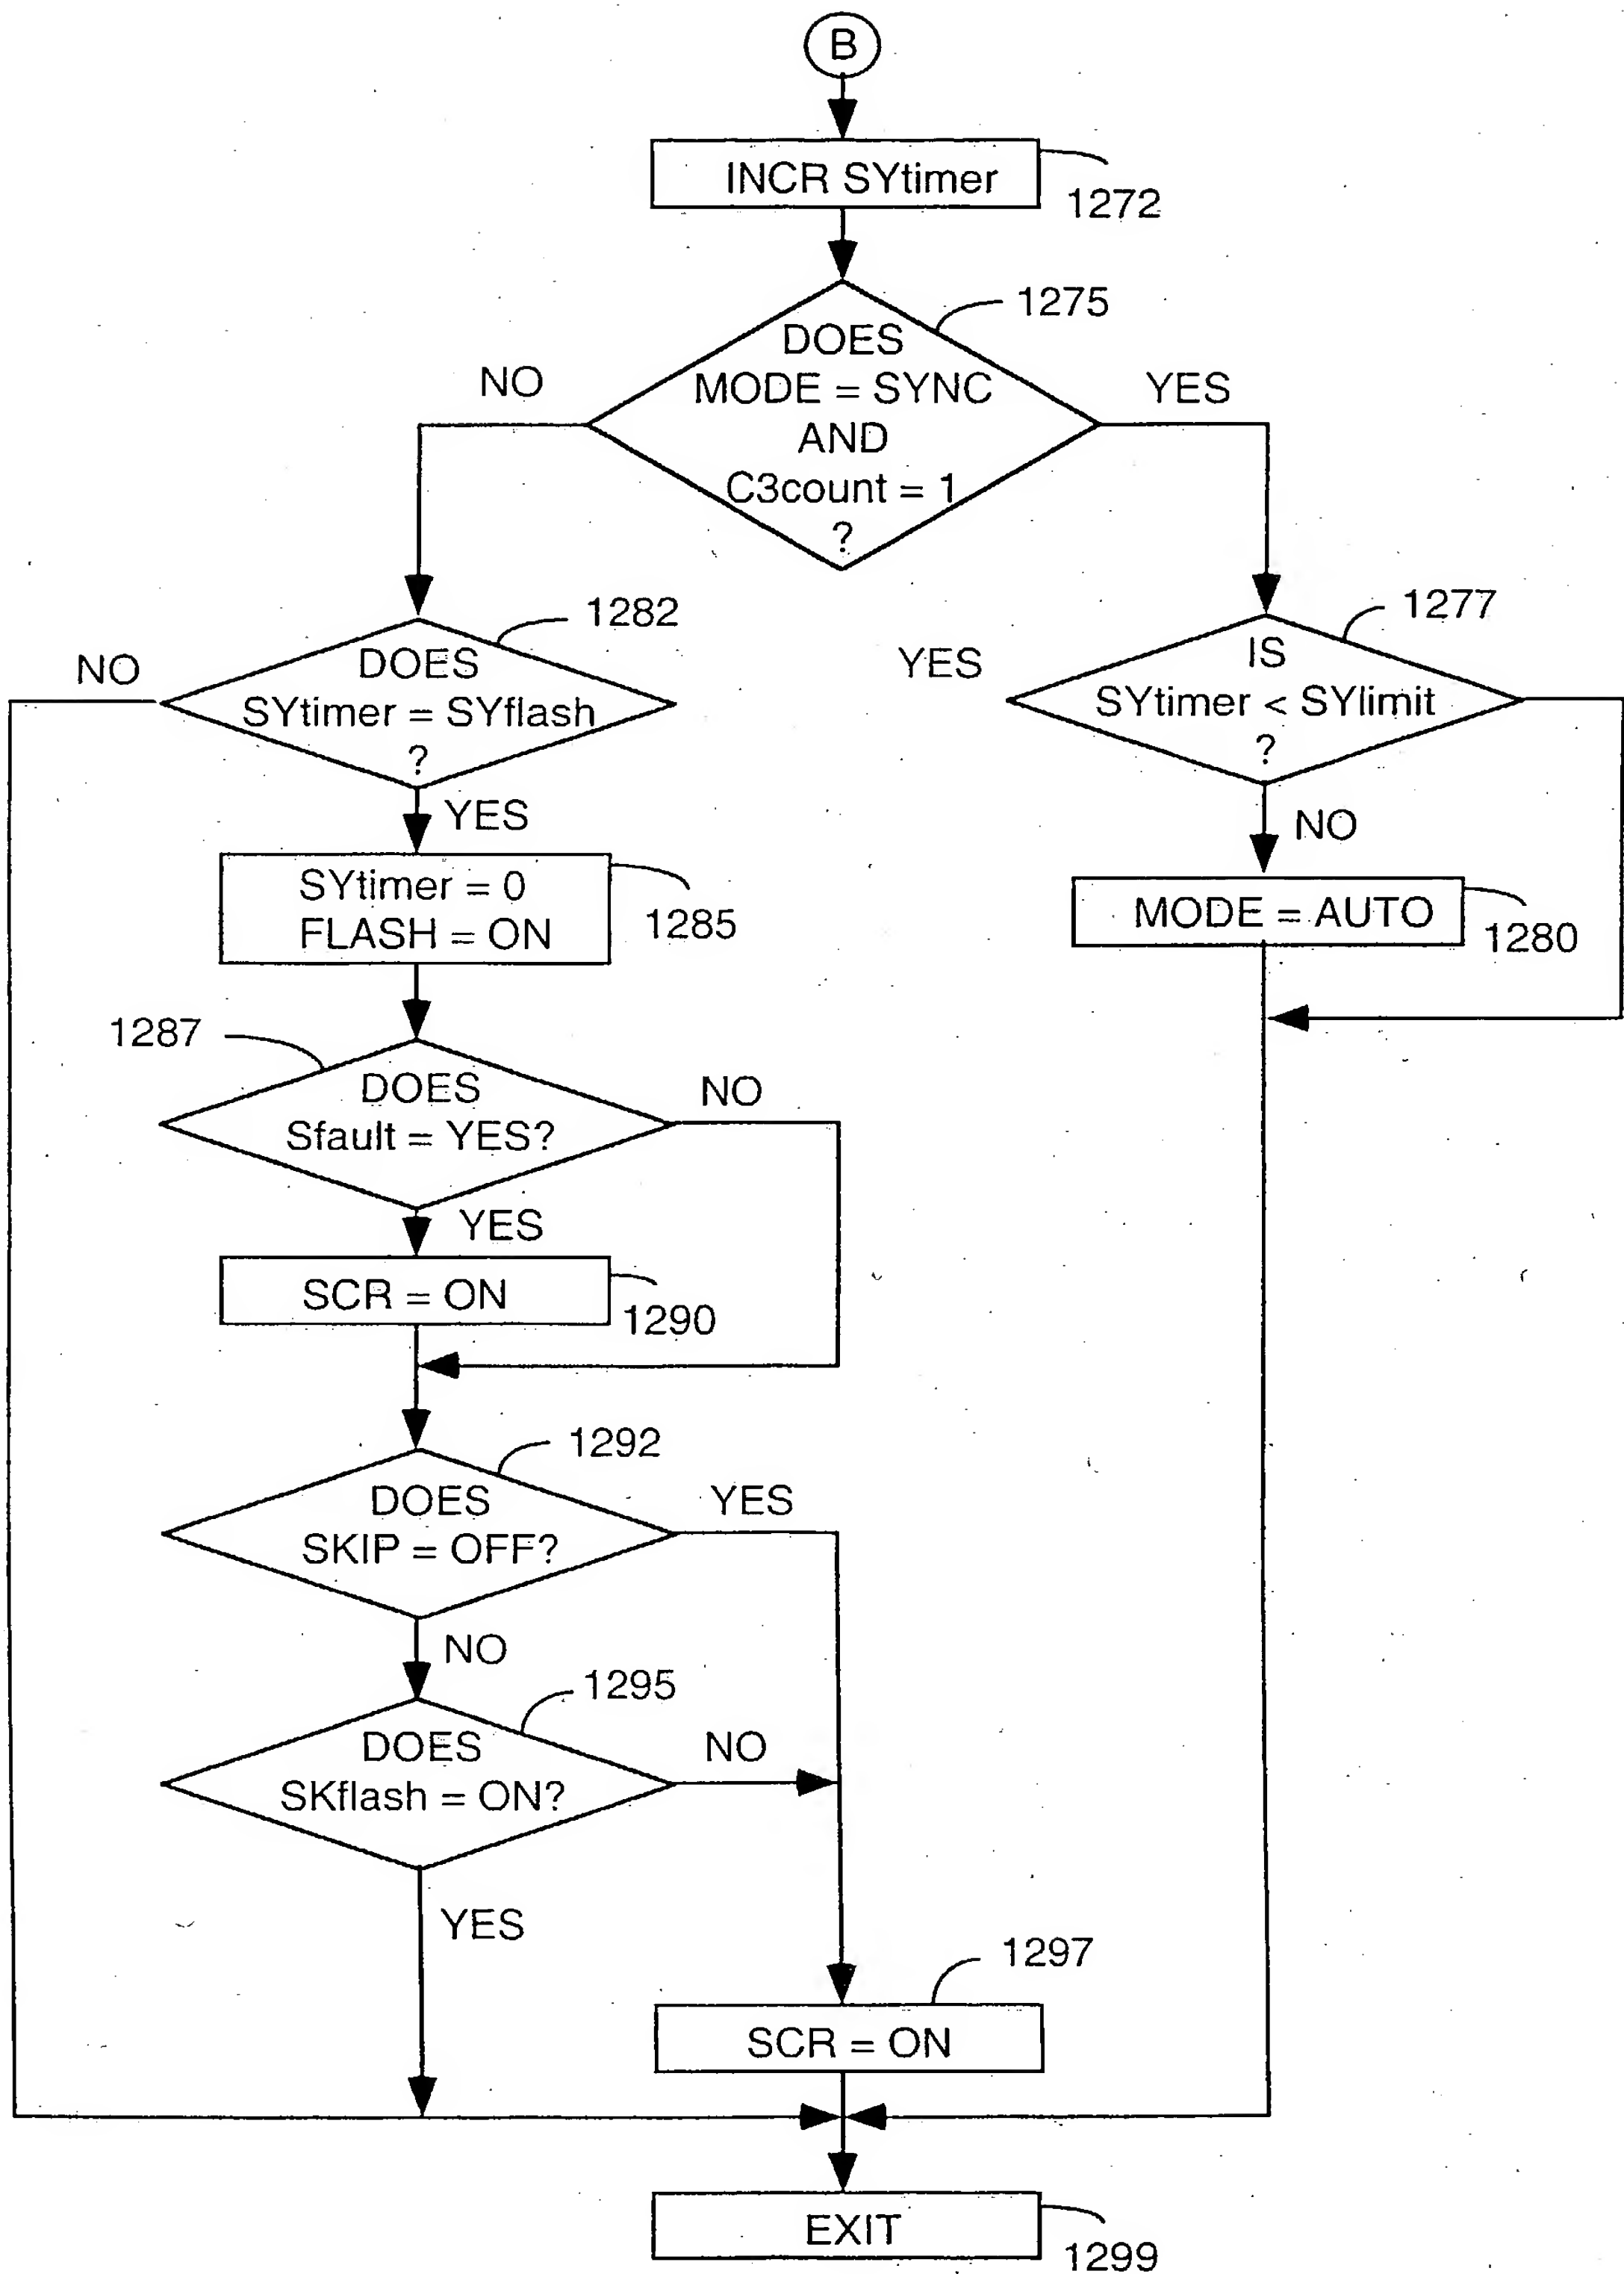 B
INCR SYtimer
1272
1275
DOES
MODE = SYNC
AND
C3count = 1
?
NO
YES
1282
DOES
SYtimer = SYflash
?
NO
YES
1277
IS
SYtimer < SYlimit
?
YES
NO
SYtimer = 0
FLASH = ON
1285
MODE = AUTO
1280
1287
DOES
Sfault = YES?
NO
YES
SCR = ON
1290
1292
DOES
SKIP = OFF?
YES
NO
1295
DOES
SKflash = ON?
NO
YES
1297
SCR = ON
EXIT
1299